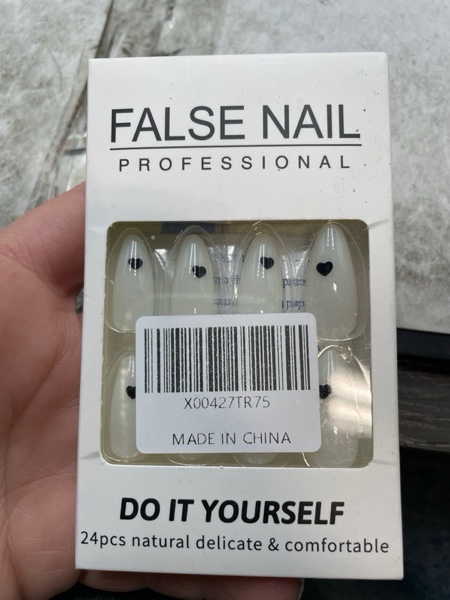 FALSE NAIL
PROFESSIONAL
X00427TR75
MADE IN CHINA
DO IT YOURSELF
24pcs natural delicate & comfortable